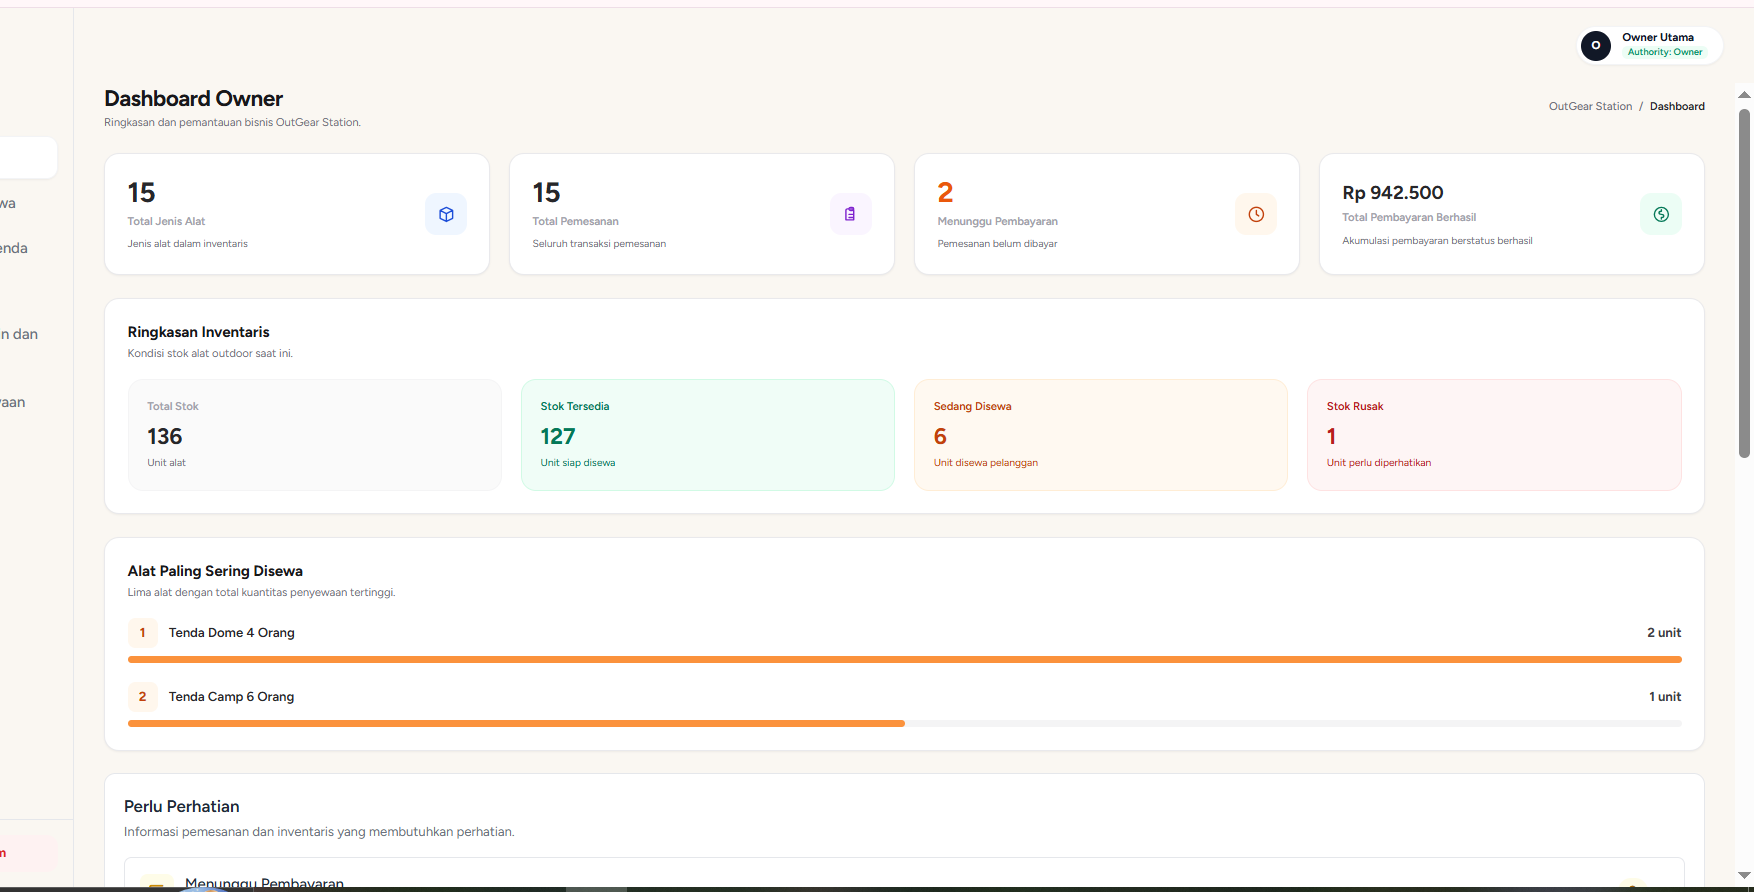 O
Owner Utama
Authority: Owner
Dashboard Owner
Ringkasan dan pemantauan bisnis OutGear Station.
OutGear Station / Dashboard
15
Total Jenis Alat
Jenis alat dalam inventaris
15
Total Pemesanan
Seluruh transaksi pemesanan
2
Menunggu Pembayaran
Pemesanan belum dibayar
Rp 942.500
Total Pembayaran Berhasil
Akumulasi pembayaran berstatus berhasil
wa
enda
n dan
Ringkasan Inventaris
Kondisi stok alat outdoor saat ini.
Total Stok
136
Unit alat
Stok Tersedia
127
Unit siap disewa
Sedang Disewa
6
Unit disewa pelanggan
Stok Rusak
1
Unit perlu diperhatikan
Alat Paling Sering Disewa
Lima alat dengan total kuantitas penyewaan tertinggi.
1 Tenda Dome 4 Orang 2 unit
2 Tenda Camp 6 Orang 1 unit
Perlu Perhatian
Informasi pemesanan dan inventaris yang membutuhkan perhatian.
Menunggu Pembayaran